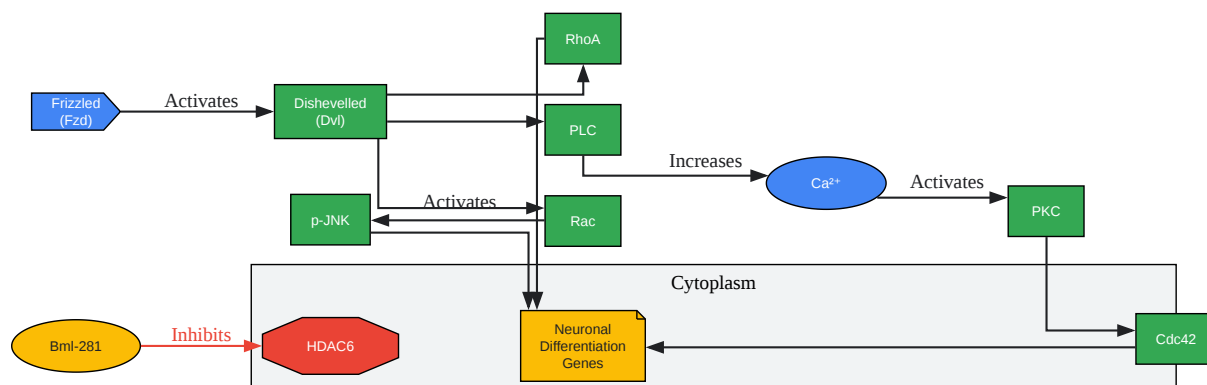 RhoA
Frizzled
(Fzd)
Activates
Dishevelled
(Dvl)
PLC
Increases
Ca²⁺
Activates
PKC
p-JNK
Activates
Rac
Cytoplasm
Bml-281
Inhibits
HDAC6
Neuronal
Differentiation
Genes
Cdc42